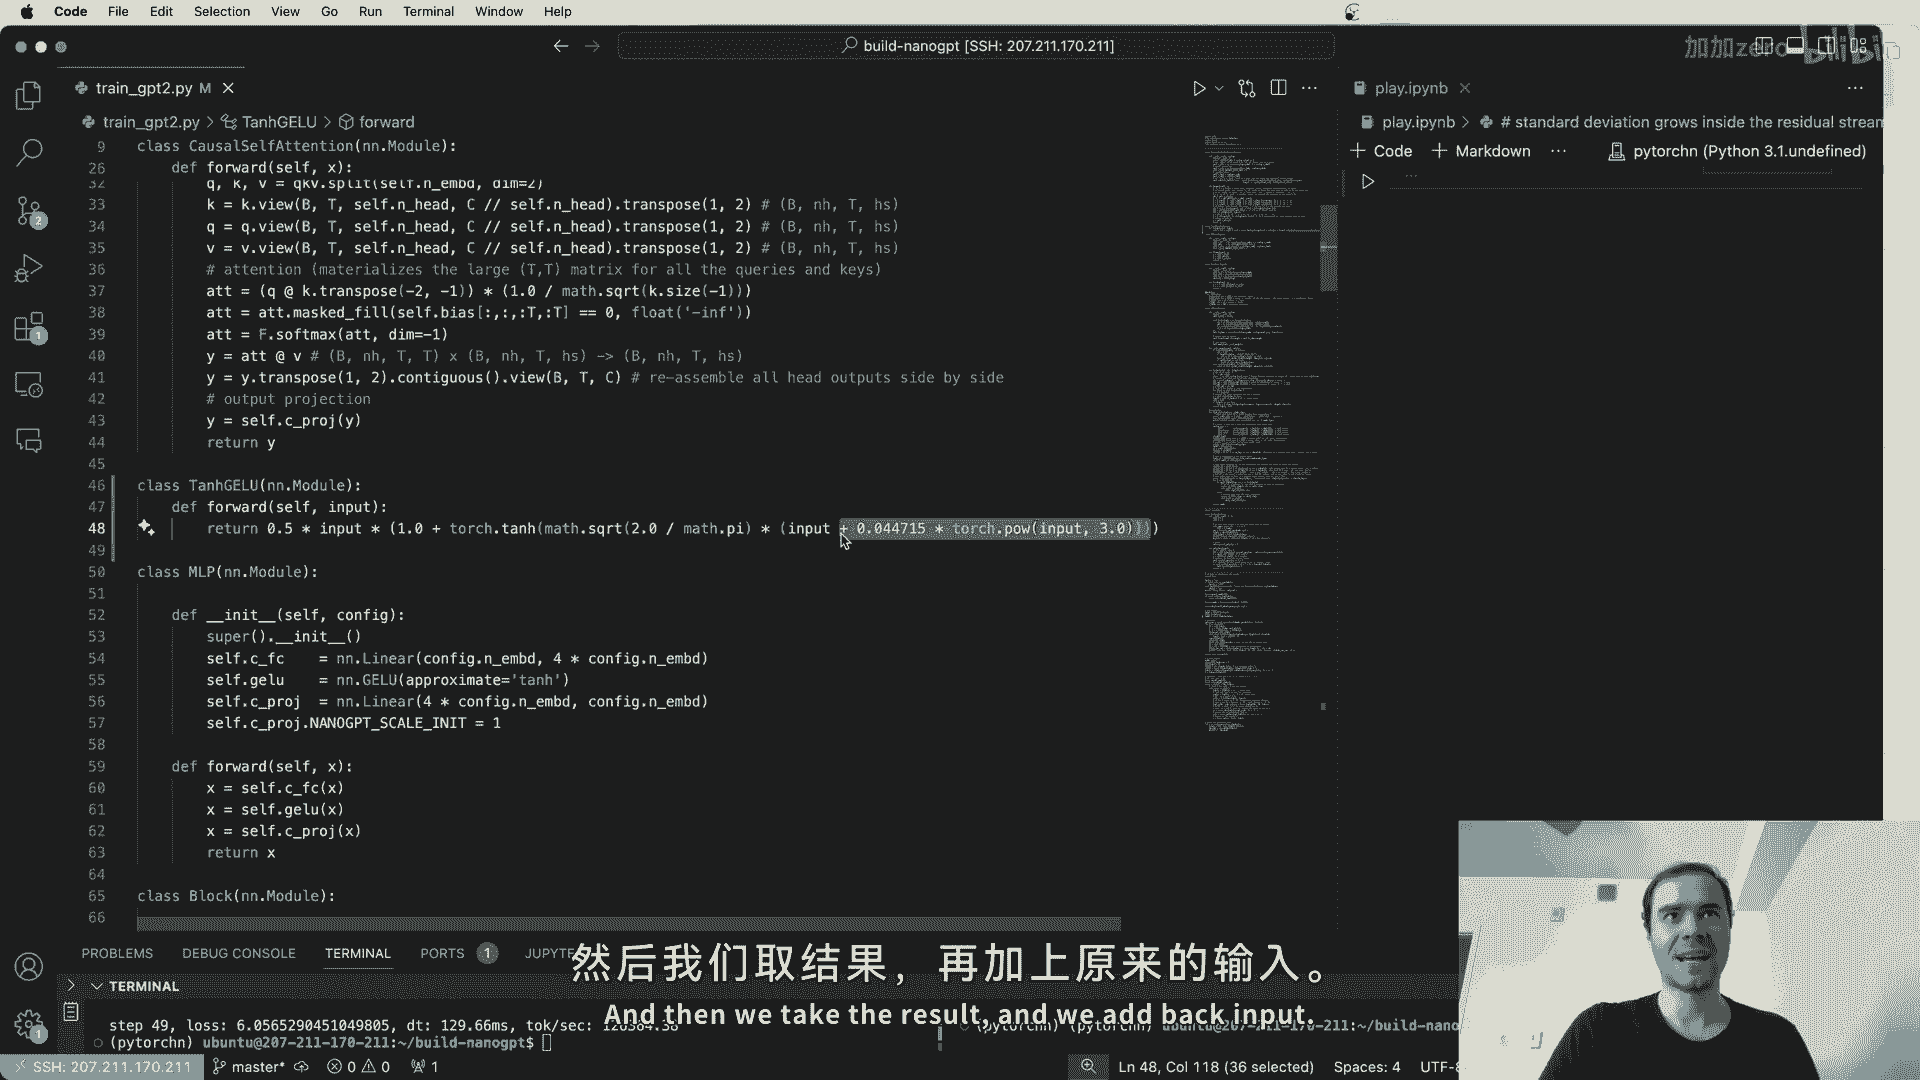 Code File Edit Selection View Go Run Terminal Window Help
build-nanogpt [SSH: 207.211.170.211]
加加zero bilibili
train_gpt2.py M
play.ipynb
train_gpt2.py > TanhGELU > forward
play.ipynb > # standard deviation grows inside the residual stream
+ Code + Markdown ... pytorchn (Python 3.1.undefined)
9 class CausalSelfAttention(nn.Module):
26 def forward(self, x):
32 q, k, v = qkv.split(self.n_embd, dim=2)
33 k = k.view(B, T, self.n_head, C // self.n_head).transpose(1, 2) # (B, nh, T, hs)
34 q = q.view(B, T, self.n_head, C // self.n_head).transpose(1, 2) # (B, nh, T, hs)
35 v = v.view(B, T, self.n_head, C // self.n_head).transpose(1, 2) # (B, nh, T, hs)
36 # attention (materializes the large (T,T) matrix for all the queries and keys)
37 att = (q @ k.transpose(-2, -1)) * (1.0 / math.sqrt(k.size(-1)))
38 att = att.masked_fill(self.bias[:,:,:T,:T] == 0, float('-inf'))
39 att = F.softmax(att, dim=-1)
40 y = att @ v # (B, nh, T, T) x (B, nh, T, hs) -> (B, nh, T, hs)
41 y = y.transpose(1, 2).contiguous().view(B, T, C) # re-assemble all head outputs side by side
42 # output projection
43 y = self.c_proj(y)
44 return y
45
46 class TanhGELU(nn.Module):
47 def forward(self, input):
48 return 0.5 * input * (1.0 + torch.tanh(math.sqrt(2.0 / math.pi) * (input + 0.044715 * torch.pow(input, 3.0))))
49
50 class MLP(nn.Module):
51
52 def __init__(self, config):
53 super().__init__()
54 self.c_fc = nn.Linear(config.n_embd, 4 * config.n_embd)
55 self.gelu = nn.GELU(approximate='tanh')
56 self.c_proj = nn.Linear(4 * config.n_embd, config.n_embd)
57 self.c_proj.NANOGPT_SCALE_INIT = 1
58
59 def forward(self, x):
60 x = self.c_fc(x)
61 x = self.gelu(x)
62 x = self.c_proj(x)
63 return x
64
65 class Block(nn.Module):
66
PROBLEMS DEBUG CONSOLE TERMINAL PORTS 1 JUPYTE
然后我们取结果，再加上原来的输入。
TERMINAL
And then we take the result, and we add back input.
step 49, loss: 6.0565290451049805, dt: 129.66ms, tok/sec:
(pytorchn) ubuntu@207-211-170-211:~/build-nanogpt$
(pytorchn) (pytorchn) ubuntu@207-211-170-211:~/build-nano
SSH: 207.211.170.211 master* 0 0 1 Ln 48, Col 118 (36 selected) Spaces: 4 UTF-8